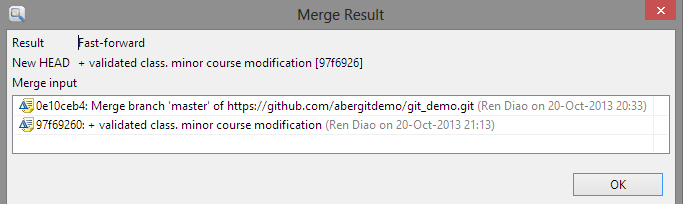 Merge Result
Result Fast-forward
New HEAD + validated class. minor course modification [97f6926]
Merge input
0e10ceb4: Merge branch 'master' of https://github.com/abergitdemo/git_demo.git (Ren Diao on 20-Oct-2013 20:33)
97f69260: + validated class. minor course modification (Ren Diao on 20-Oct-2013 21:13)
OK